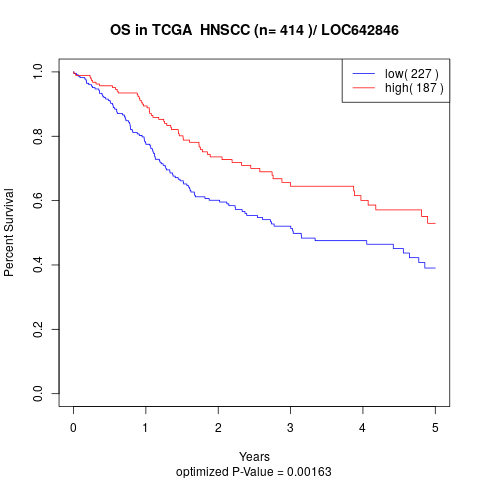 OS in TCGA  HNSCC (n= 414 )/ LOC642846
low( 227 )
high( 187 )
Percent Survival
1.0
0.8
0.6
0.4
0.2
0.0
0 1 2 3 4 5
Years
optimized P-Value = 0.00163